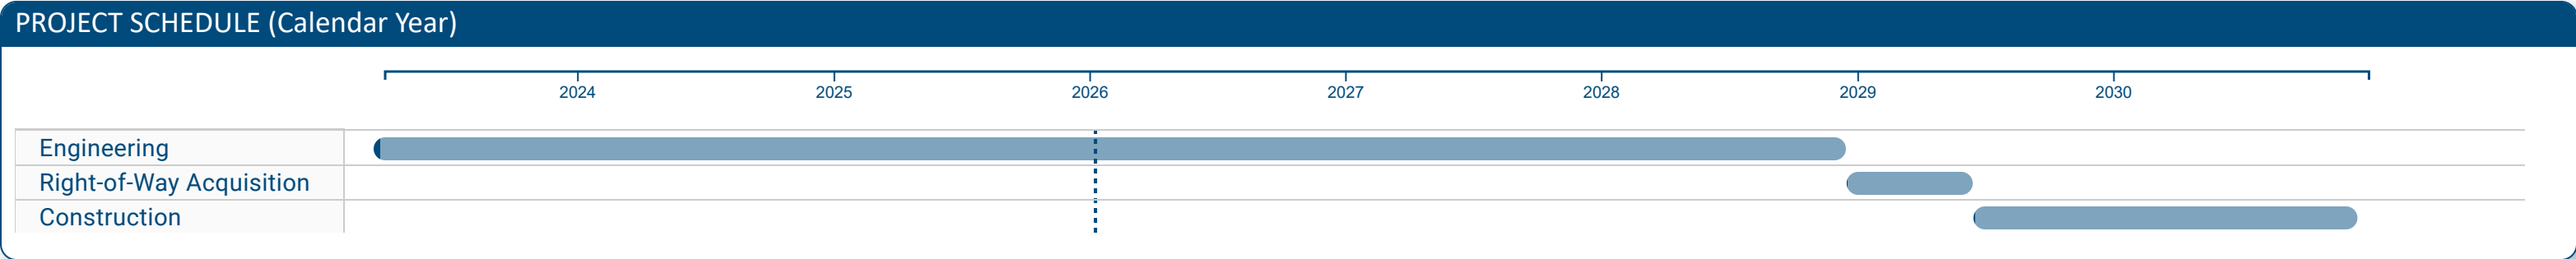 PROJECT SCHEDULE (Calendar Year)
2024 2025 2026 2027 2028 2029 2030
Engineering
Right-of-Way Acquisition
Construction